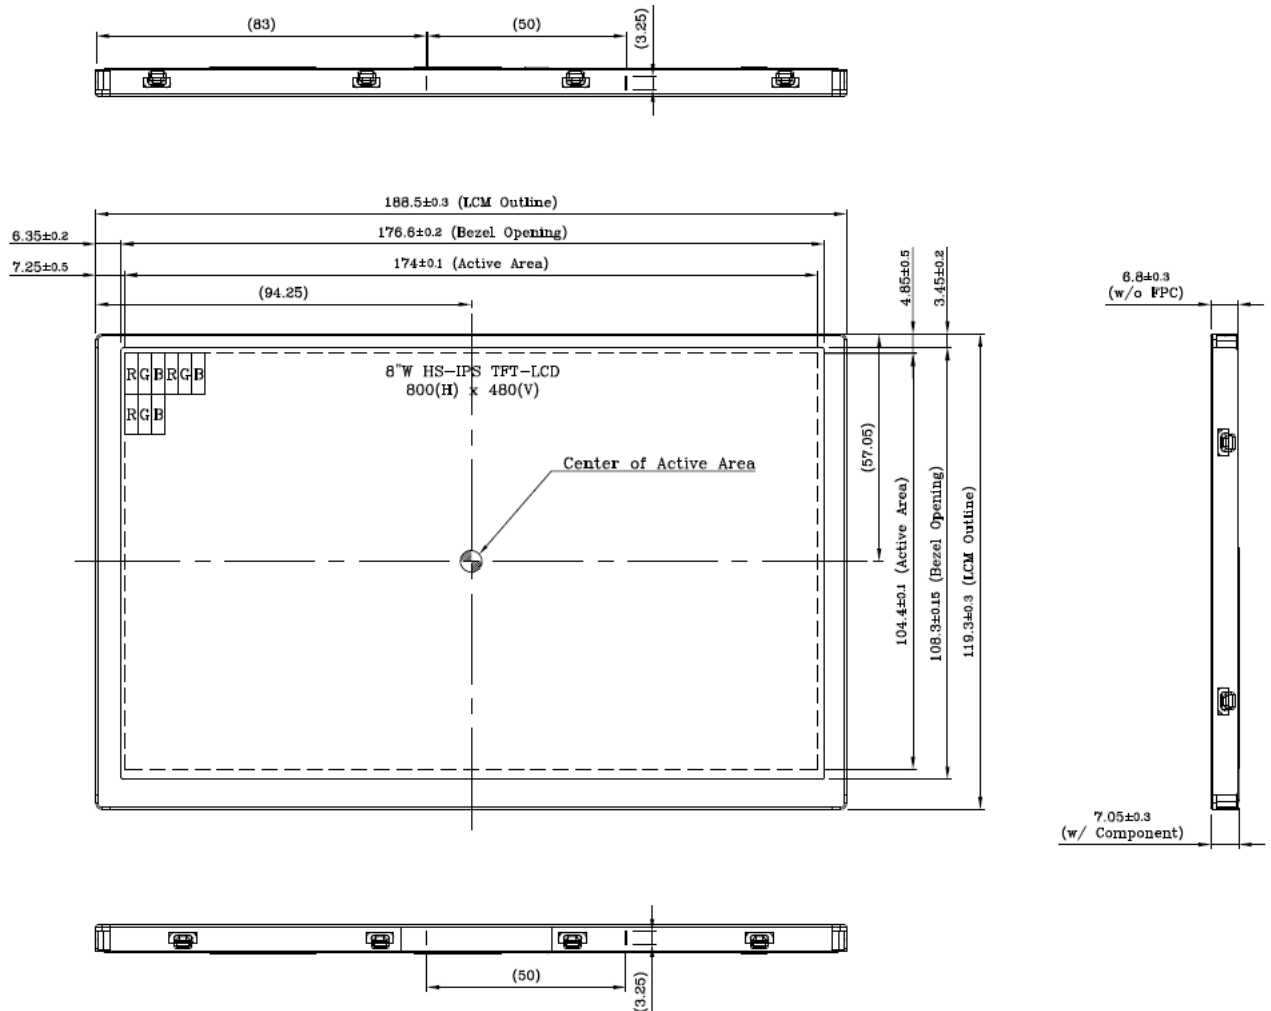 (83)
(50)
(3.25)
188.5±0.3 (LCM Outline)
6.35±0.2
176.6±0.2 (Bezel Opening)
7.25±0.5
174±0.1 (Active Area)
(94.25)
4.85±0.5
3.45±0.2
6.8±0.3
(w/o FPC)
RGBRGB
8"W HS-IPS TFT-LCD
800(H) x 480(V)
RGB
Center of Active Area
(57.05)
104.4±0.1 (Active Area)
108.3±0.15 (Bezel Opening)
119.3±0.3 (LCM Outline)
7.05±0.3
(w/ Component)
(50)
(3.25)